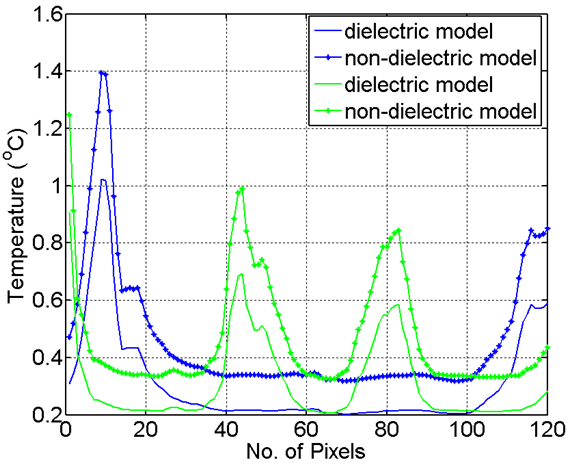 1.6
1.4
1.2
1
0.8
0.6
0.4
0.2
Temperature (°C)
dielectric model
non-dielectric model
dielectric model
non-dielectric model
0 20 40 60 80 100 120
No. of Pixels